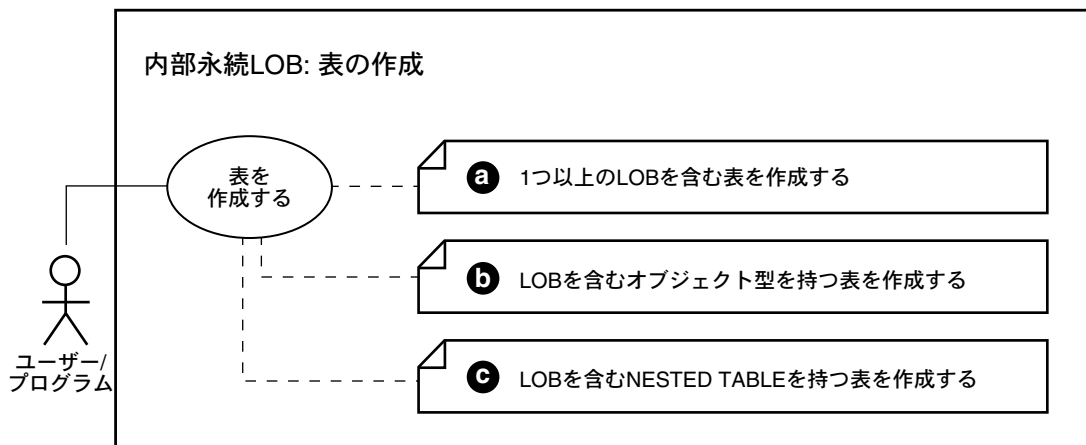 内部永続LOB: 表の作成
表を
作成する
a 1つ以上のLOBを含む表を作成する
b LOBを含むオブジェクト型を持つ表を作成する
c LOBを含むNESTED TABLEを持つ表を作成する
ユーザー/
プログラム